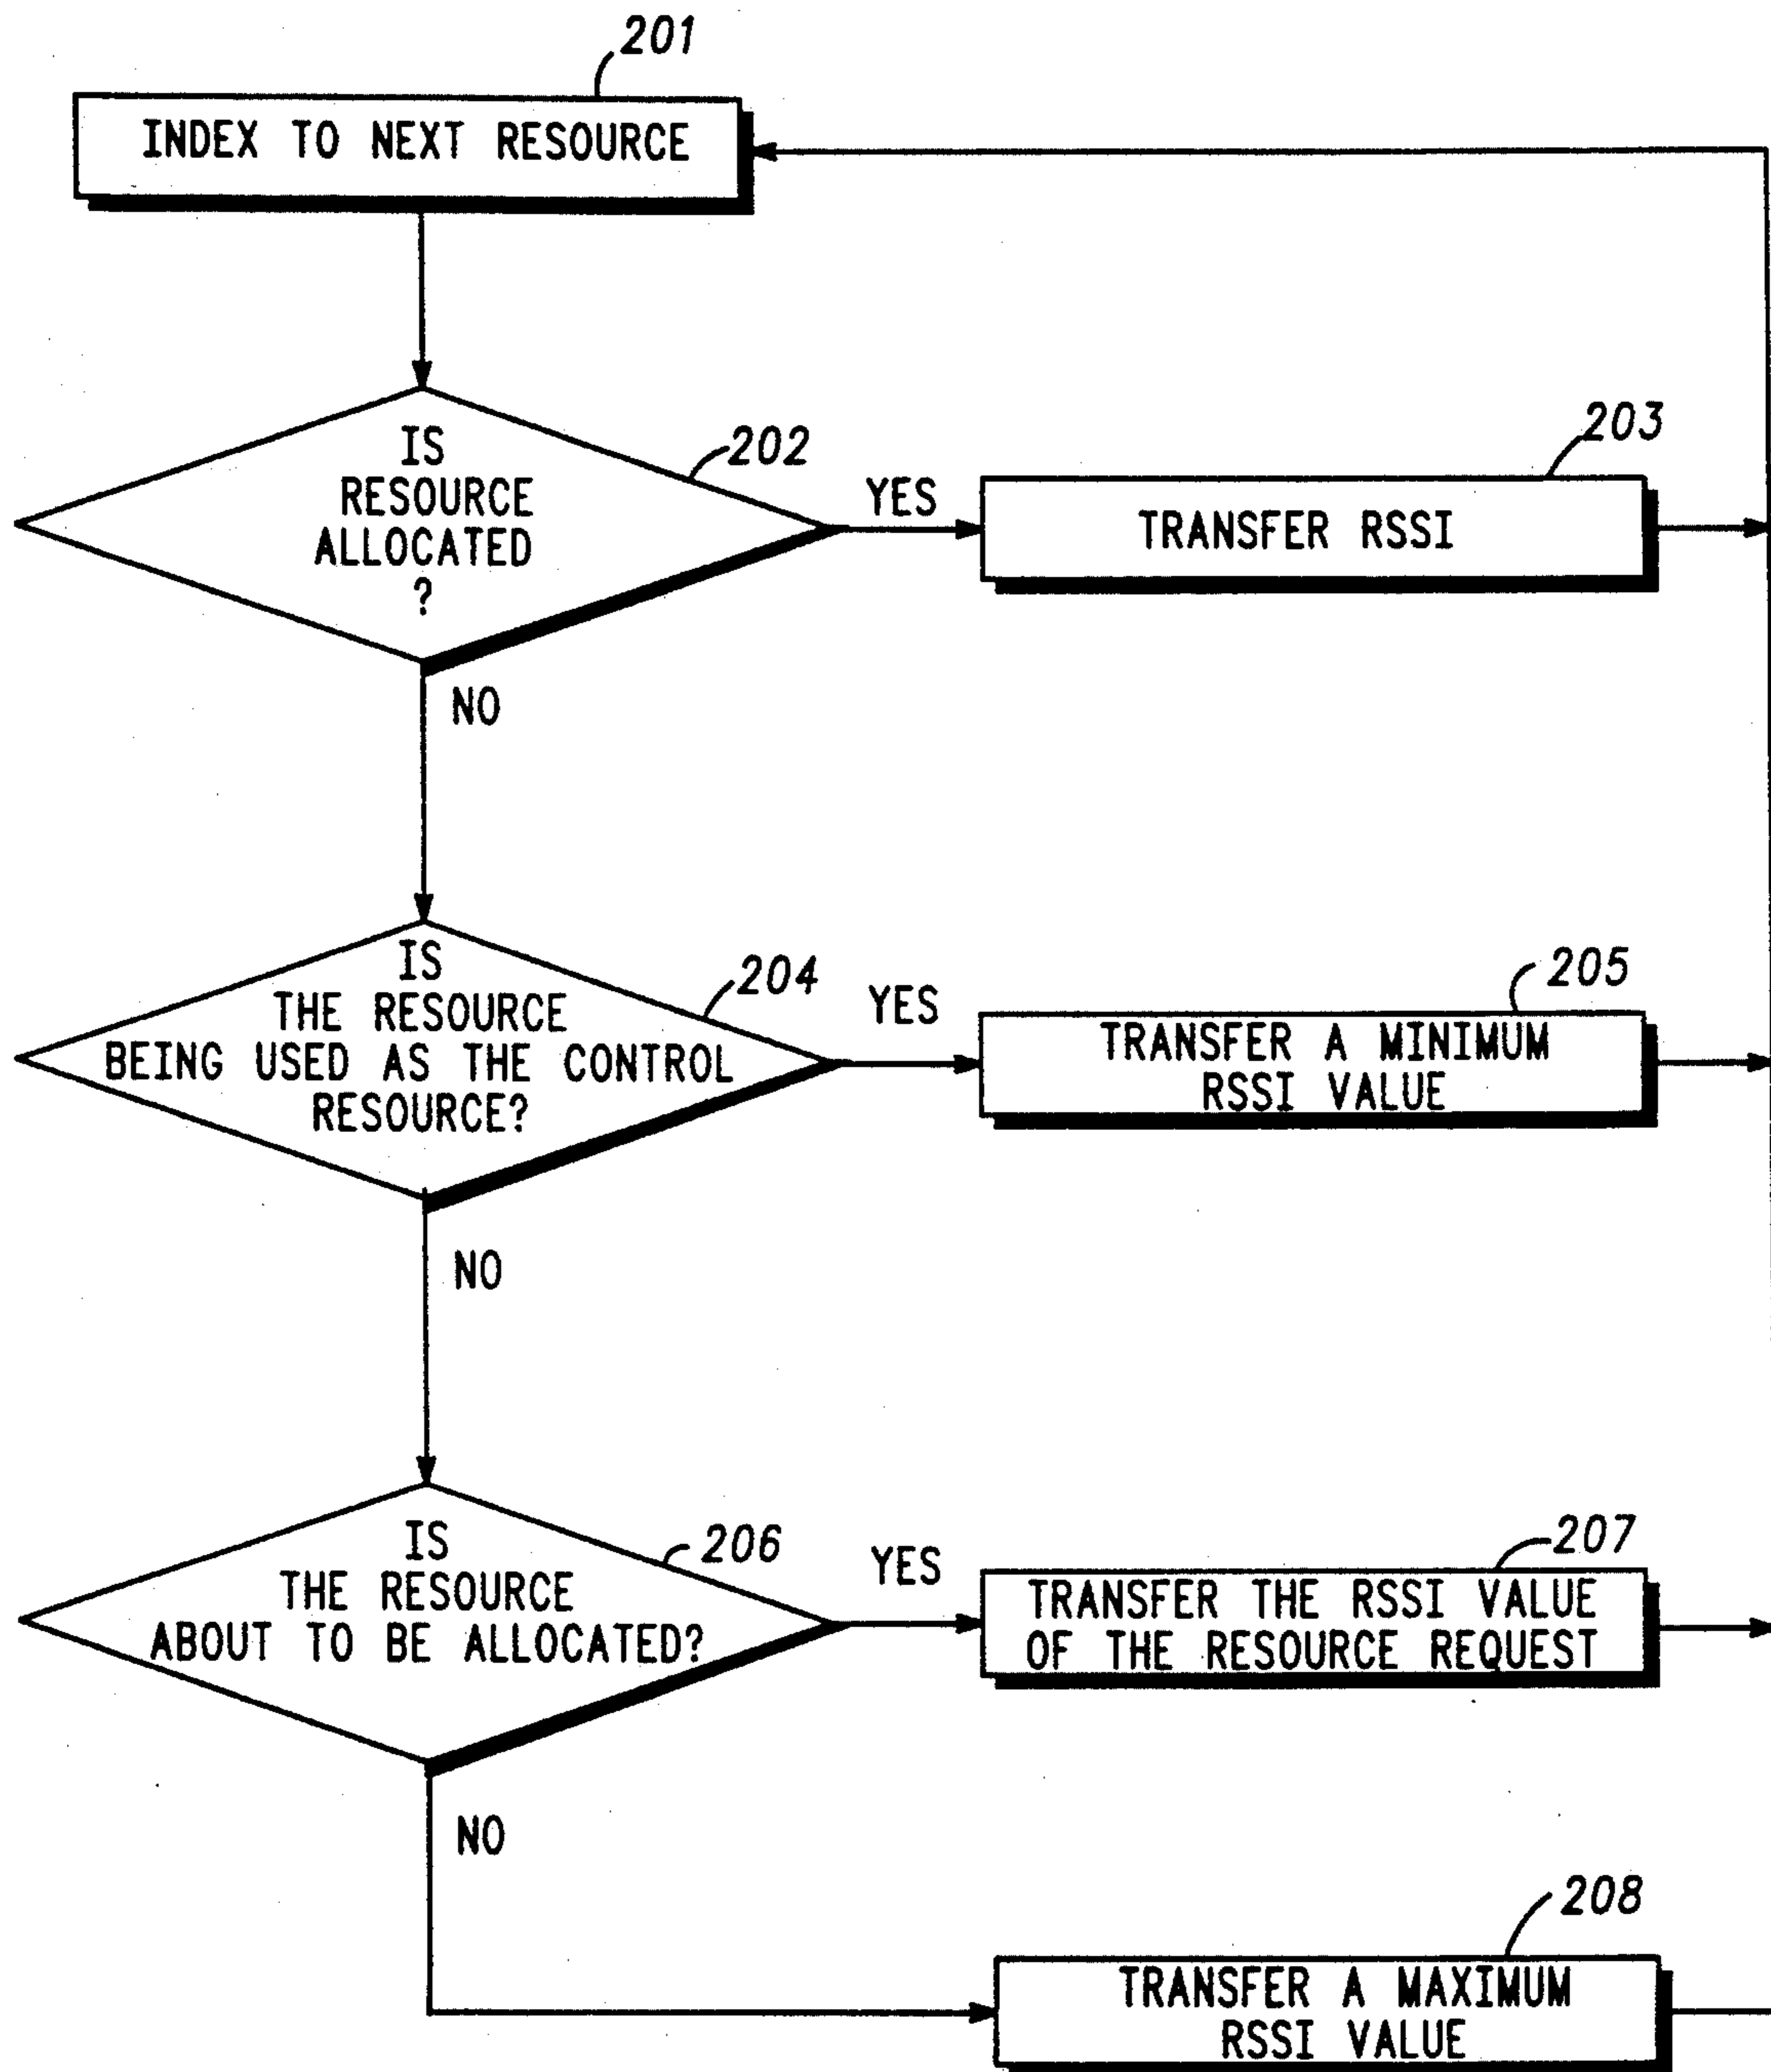 201
INDEX TO NEXT RESOURCE
IS
RESOURCE
ALLOCATED
?
202
YES
203
TRANSFER RSSI
NO
IS
THE RESOURCE
BEING USED AS THE CONTROL
RESOURCE?
204
YES
205
TRANSFER A MINIMUM
RSSI VALUE
NO
IS
THE RESOURCE
ABOUT TO BE ALLOCATED?
206
YES
207
TRANSFER THE RSSI VALUE
OF THE RESOURCE REQUEST
NO
208
TRANSFER A MAXIMUM
RSSI VALUE